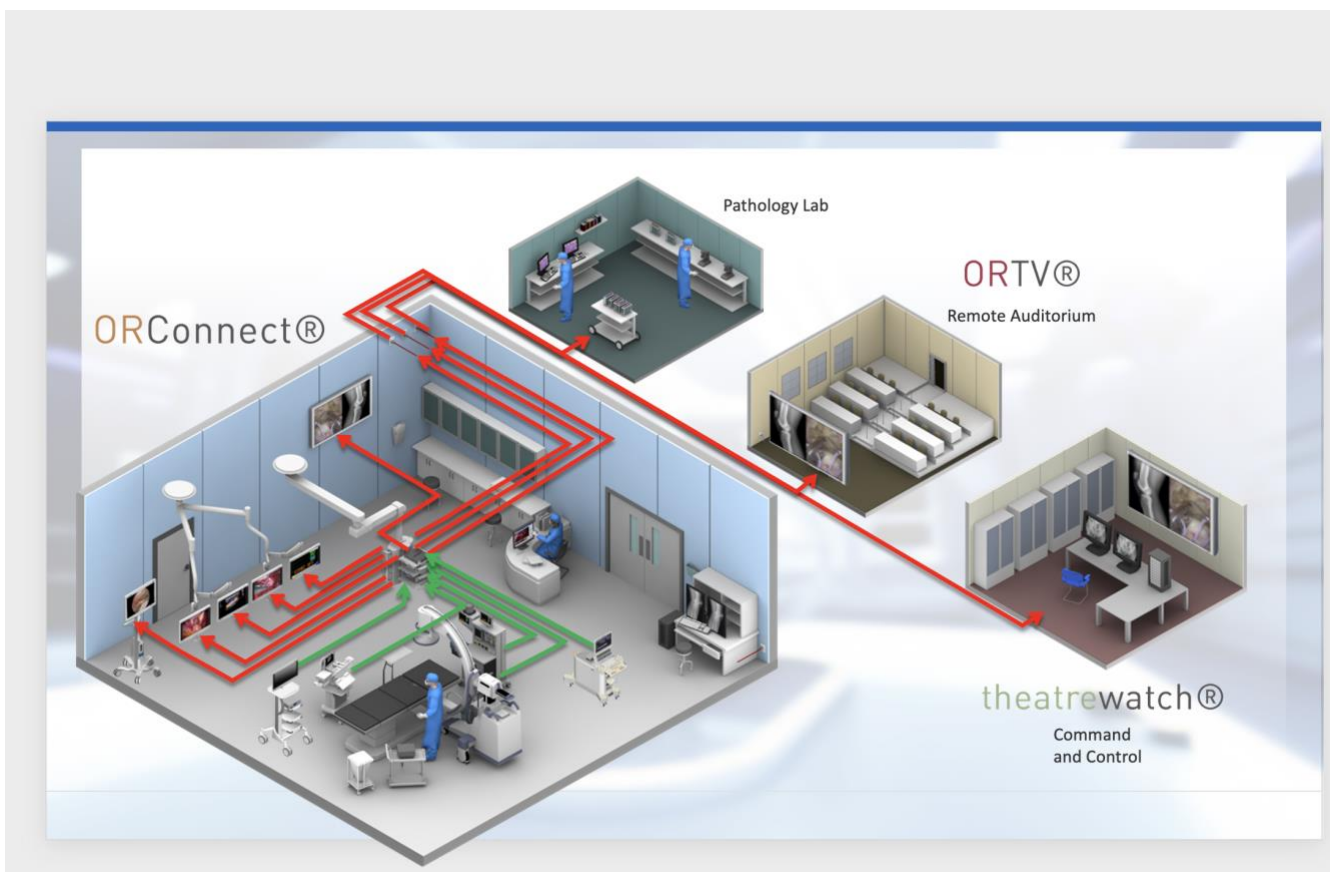 Pathology Lab
ORTV®
Remote Auditorium
ORConnect®
theatrewatch®
Command
and Control